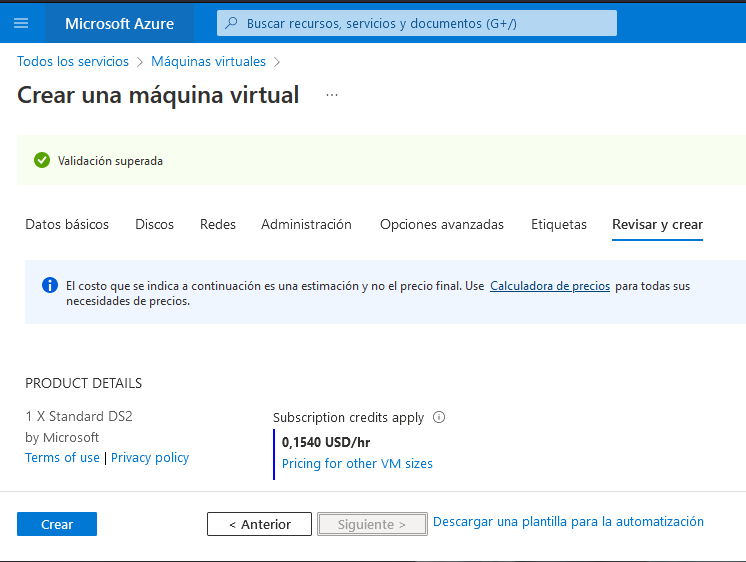 Microsoft Azure
Buscar recursos, servicios y documentos (G+/)
Todos los servicios > Máquinas virtuales >
Crear una máquina virtual ...
Validación superada
Datos básicos Discos Redes Administración Opciones avanzadas Etiquetas Revisar y crear
El costo que se indica a continuación es una estimación y no el precio final. Use Calculadora de precios para todas sus
necesidades de precios.
PRODUCT DETAILS
1 X Standard DS2
by Microsoft
Terms of use | Privacy policy
Subscription credits apply
0,1540 USD/hr
Pricing for other VM sizes
Crear
< Anterior
Siguiente >
Descargar una plantilla para la automatización